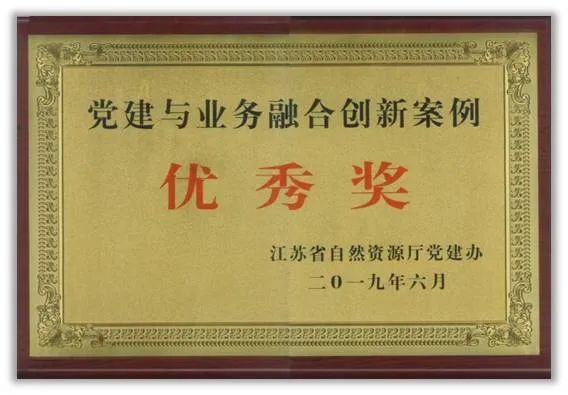 党建与业务融合创新案例
优秀奖
江苏省自然资源厅党建办
二0一九年六月